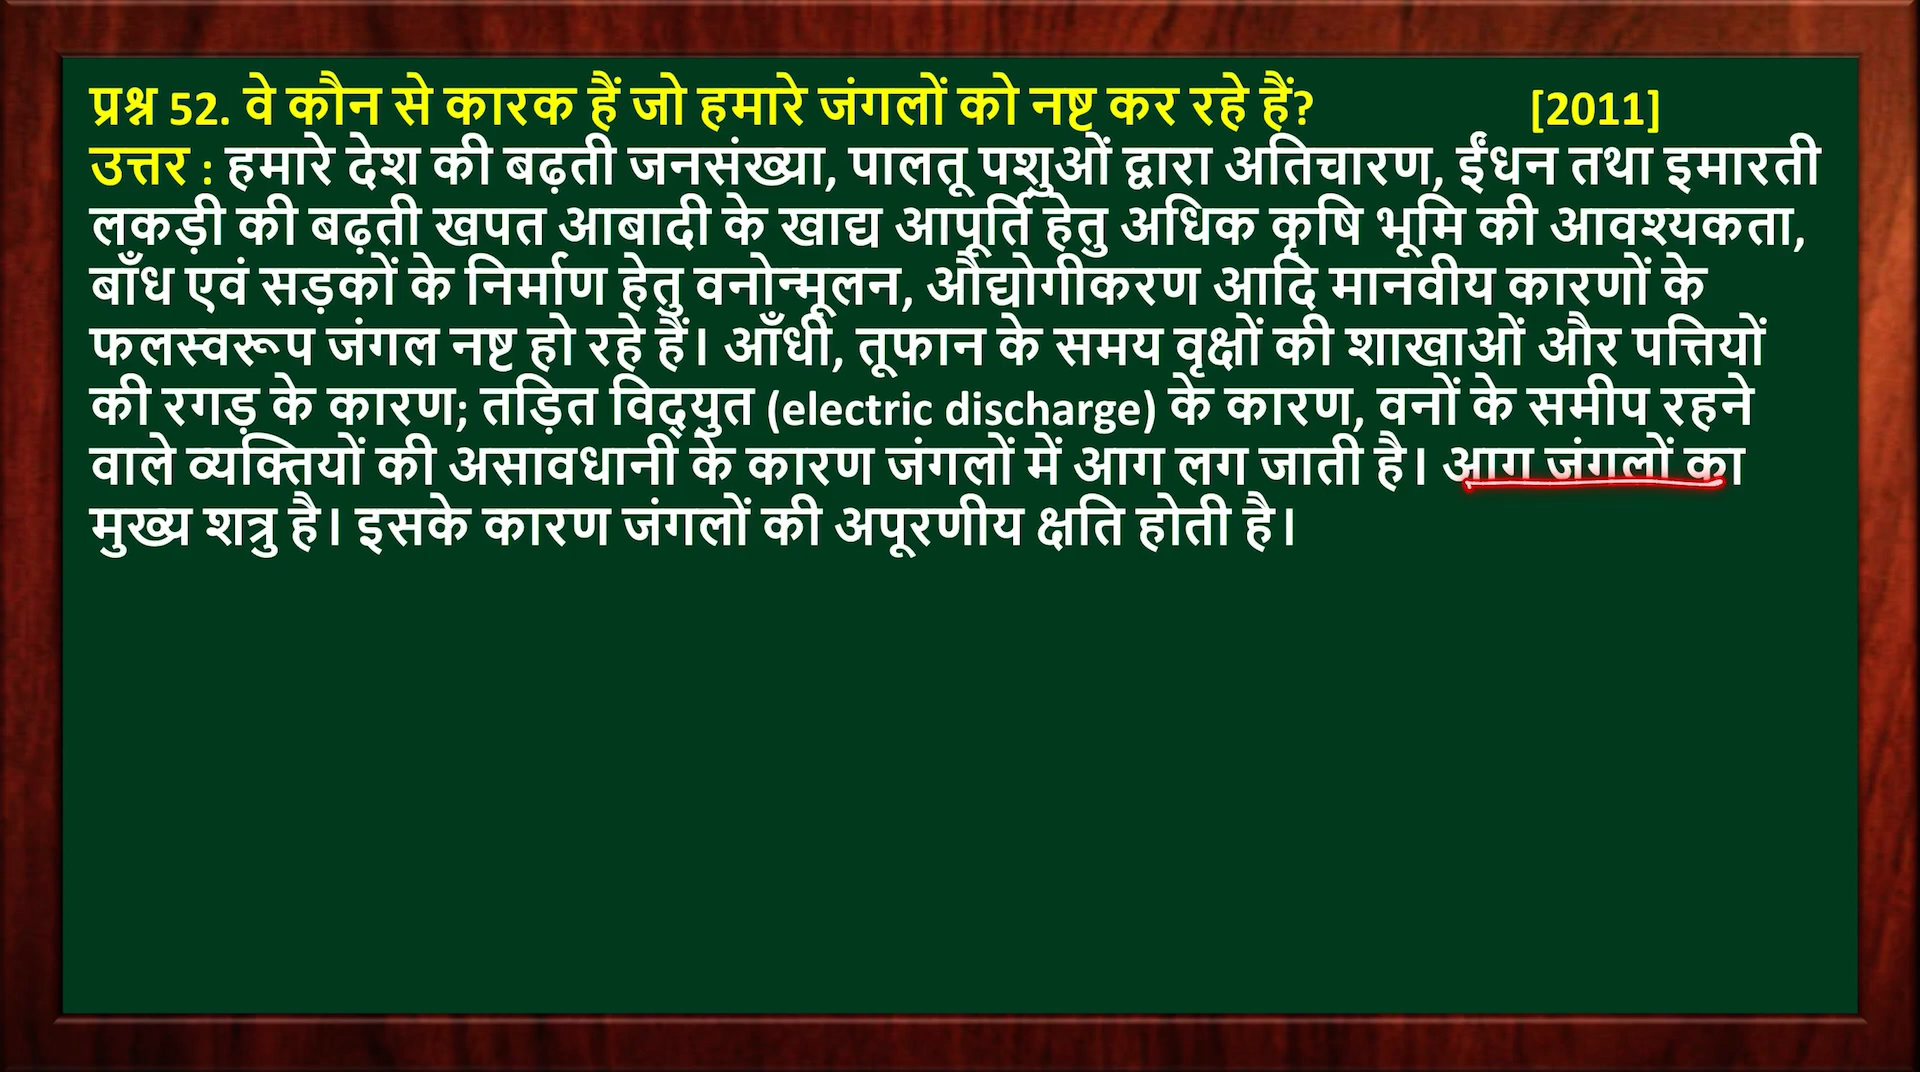 प्रश्न 52. वे कौन से कारक हैं जो हमारे जंगलों को नष्ट कर रहे हैं? [2011]
उत्तर : हमारे देश की बढ़ती जनसंख्या, पालतू पशुओं द्वारा अतिचारण, ईंधन तथा इमारती
लकड़ी की बढ़ती खपत आबादी के खाद्य आपूर्ति हेतु अधिक कृषि भूमि की आवश्यकता,
बाँध एवं सड़कों के निर्माण हेतु वनोन्मूलन, औद्योगीकरण आदि मानवीय कारणों के
फलस्वरूप जंगल नष्ट हो रहे हैं। आँधी, तूफान के समय वृक्षों की शाखाओं और पत्तियों
की रगड़ के कारण; तड़ित विद्युत (electric discharge) के कारण, वनों के समीप रहने
वाले व्यक्तियों की असावधानी के कारण जंगलों में आग लग जाती है। आग जंगलों का
मुख्य शत्रु है। इसके कारण जंगलों की अपूरणीय क्षति होती है।